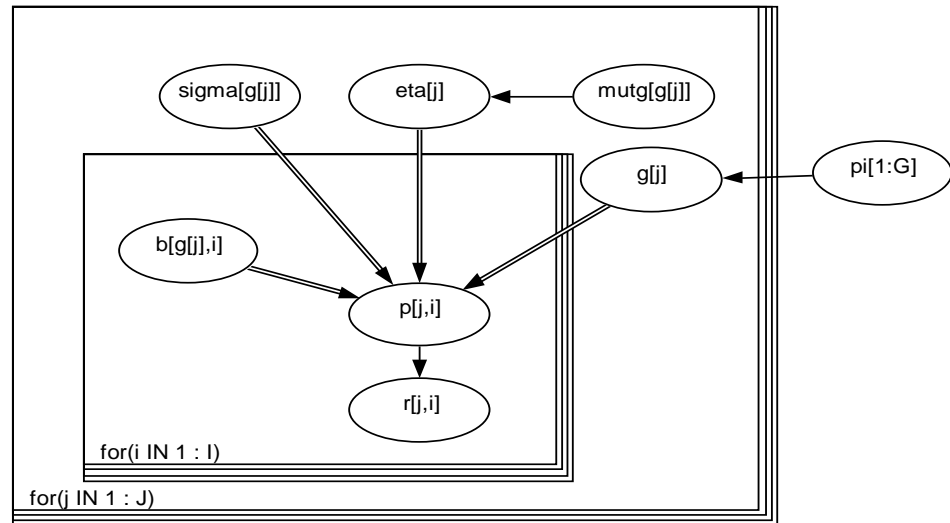 sigma[g[j]]
eta[j]
mutg[g[j]]
g[j]
pi[1:G]
b[g[j],i]
p[j,i]
r[j,i]
for(i IN 1 : I)
for(j IN 1 : J)